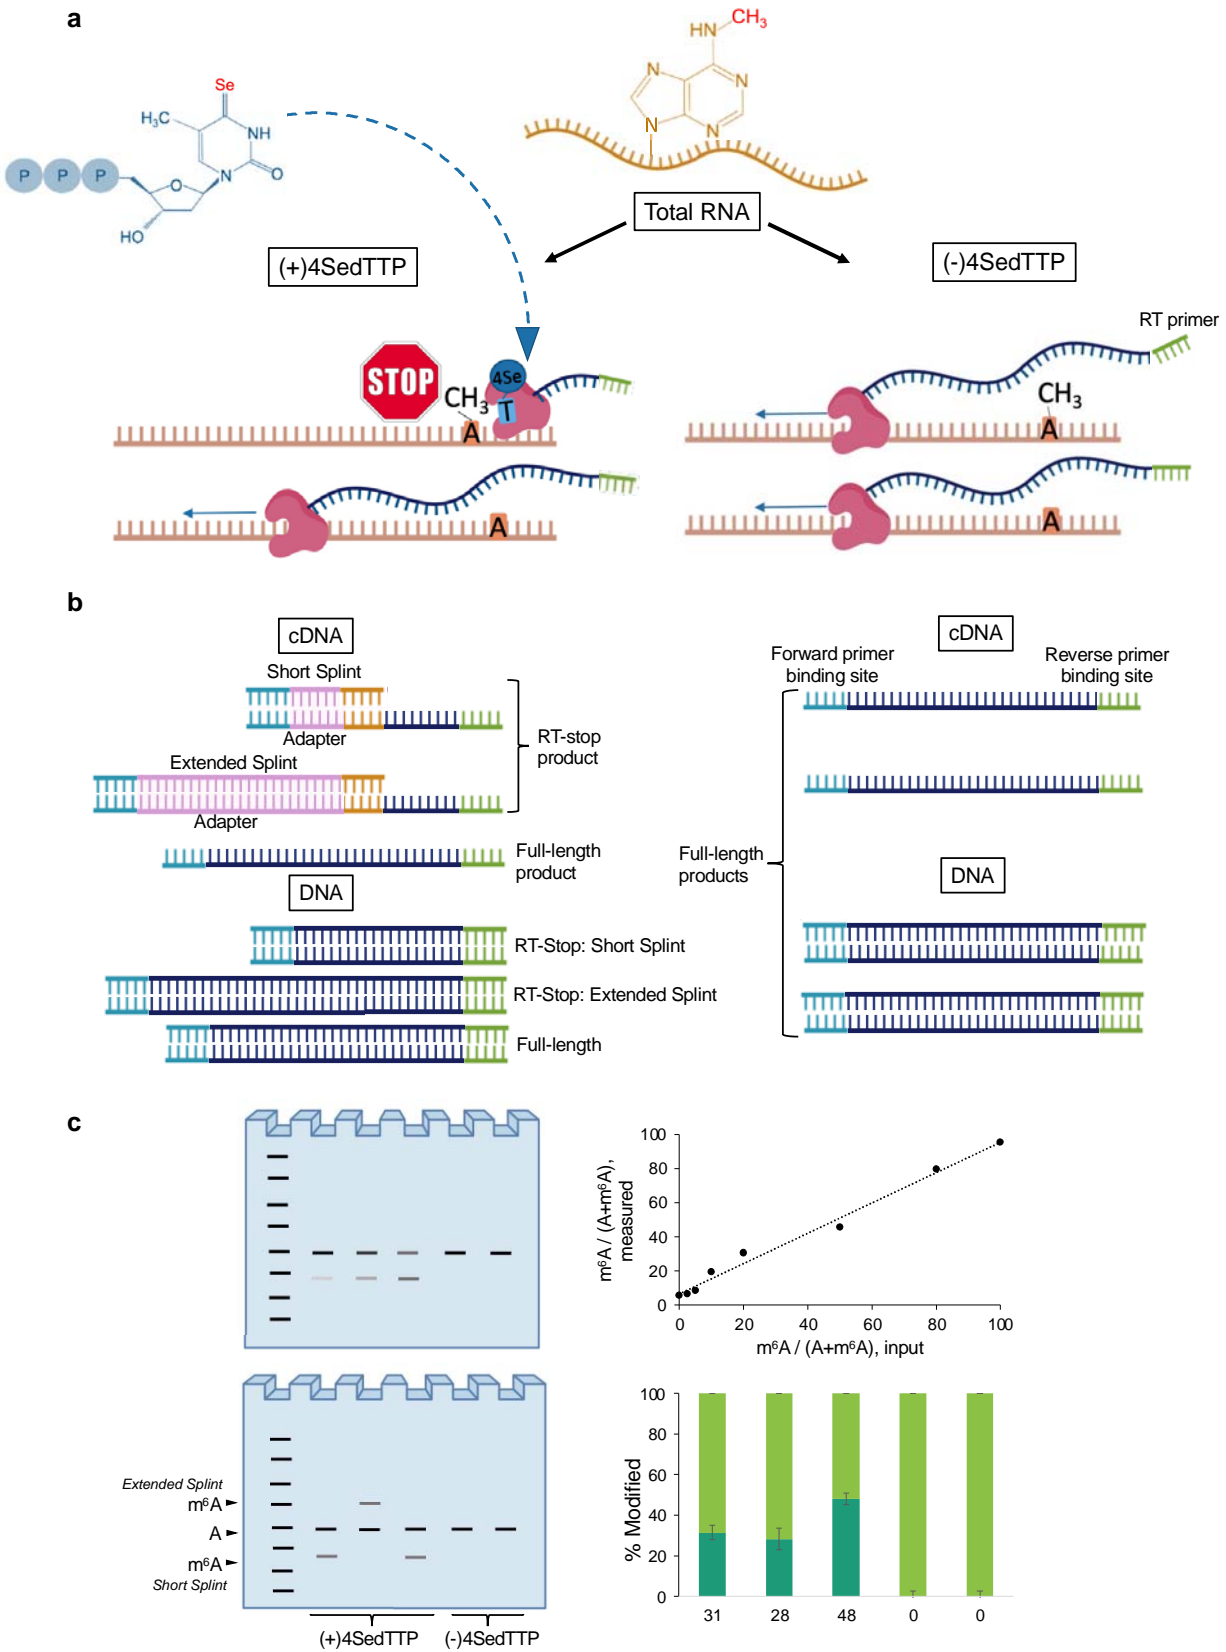 a
HN
CH₃
N
N
N
N
Se
H₃C
NH
N
O
O
HO
P P P
Total RNA
(+)4SedTTP
(-)4SedTTP
RT primer
STOP
4Se
CH₃
T
A
CH₃
A
A
A
b
cDNA
Short Splint
Adapter
Extended Splint
Adapter
RT-stop
product
Full-length
product
DNA
RT-Stop: Short Splint
RT-Stop: Extended Splint
Full-length
cDNA
Forward primer
binding site
Reverse primer
binding site
Full-length
products
DNA
c
m⁶A / (A+m⁶A),
measured
100
80
60
40
20
0
0 20 40 60 80 100
m⁶A / (A+m⁶A), input
Extended Splint
m⁶A
A
m⁶A
Short Splint
(+)4SedTTP
(-)4SedTTP
% Modified
100
80
60
40
20
0
31 28 48 0 0